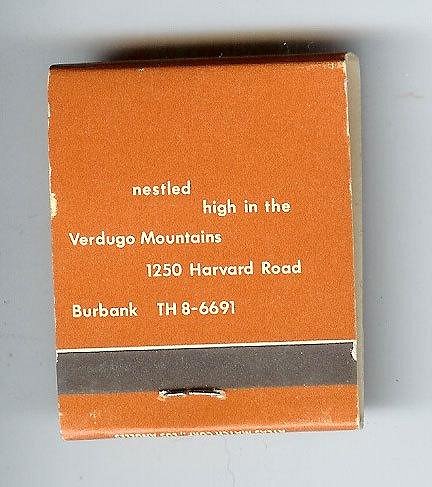 nestled
high in the
Verdugo Mountains
1250 Harvard Road
Burbank TH 8-6691